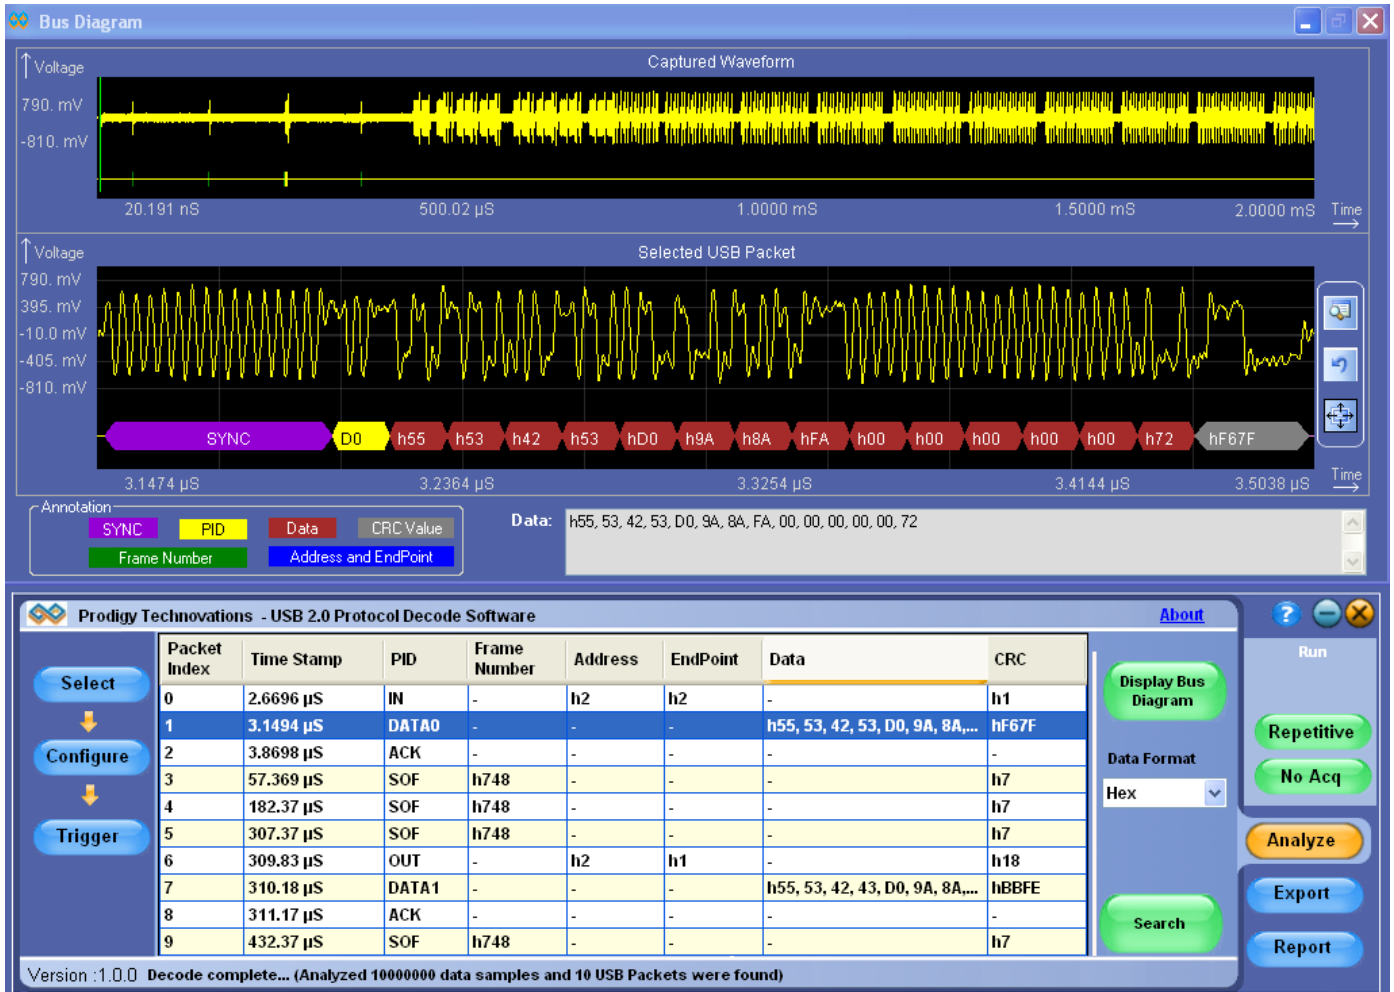 Bus Diagram
Voltage
Captured Waveform
790. mV
-810. mV
20.191 nS 500.02 µS 1.0000 mS 1.5000 mS 2.0000 mS Time
Voltage
Selected USB Packet
790. mV
395. mV
-10.0 mV
-405. mV
-810. mV
SYNC D0 h55 h53 h42 h53 hD0 h9A h8A hFA h00 h00 h00 h00 h00 h72 hF67F
3.1474 µS 3.2364 µS 3.3254 µS 3.4144 µS 3.5038 µS Time
Annotation
SYNC PID Data CRC Value
Frame Number Address and EndPoint
Data: h55, 53, 42, 53, D0, 9A, 8A, FA, 00, 00, 00, 00, 00, 72
Prodigy Technovations - USB 2.0 Protocol Decode Software About ?
Select
Configure
Trigger
Packet Index Time Stamp PID Frame Number Address EndPoint Data CRC
0 2.6696 µS IN - h2 h2 - h1
1 3.1494 µS DATA0 - - - h55, 53, 42, 53, D0, 9A, 8A,... hF67F
2 3.8698 µS ACK - - - - -
3 57.369 µS SOF h748 - - - h7
4 182.37 µS SOF h748 - - - h7
5 307.37 µS SOF h748 - - - h7
6 309.83 µS OUT - h2 h1 - h18
7 310.18 µS DATA1 - - - h55, 53, 42, 43, D0, 9A, 8A,... hBBFE
8 311.17 µS ACK - - - - -
9 432.37 µS SOF h748 - - - h7
Display Bus
Diagram
Data Format
Hex
Search
Run
Repetitive
No Acq
Analyze
Export
Report
Version :1.0.0 Decode complete... (Analyzed 10000000 data samples and 10 USB Packets were found)